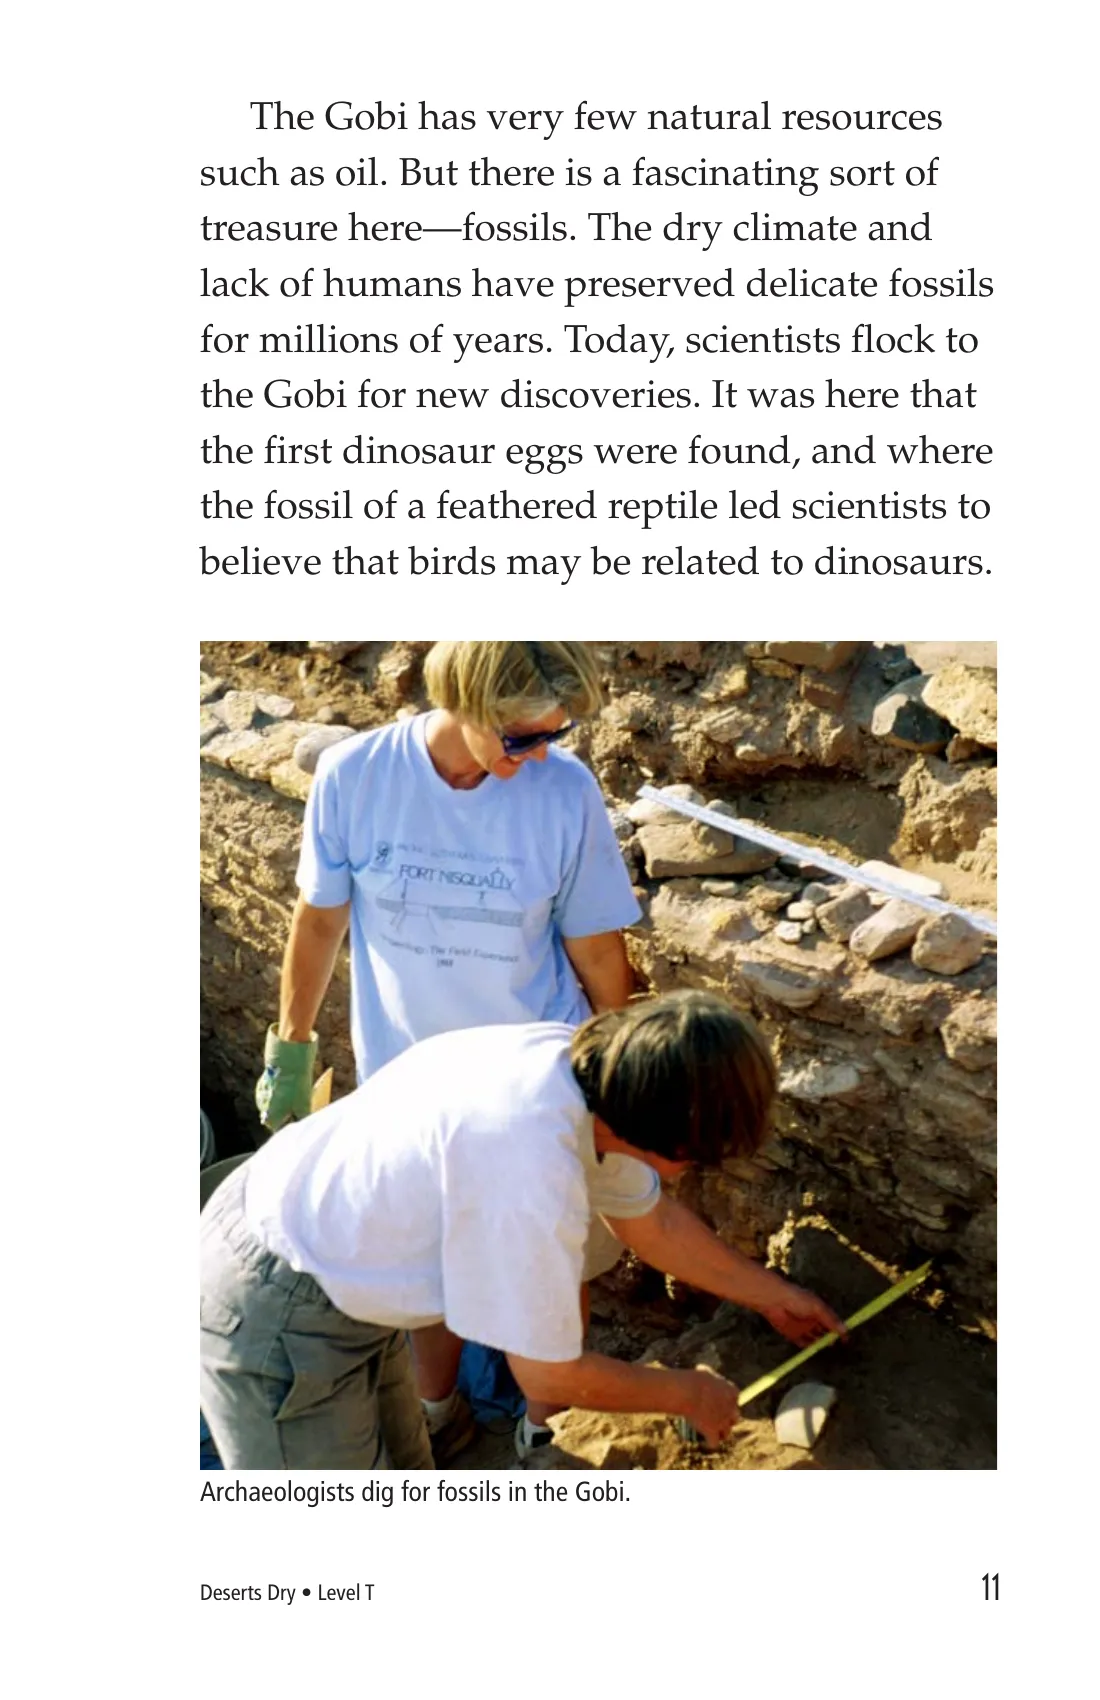 The Gobi has very few natural resources
such as oil. But there is a fascinating sort of
treasure here—fossils. The dry climate and
lack of humans have preserved delicate fossils
for millions of years. Today, scientists flock to
the Gobi for new discoveries. It was here that
the first dinosaur eggs were found, and where
the fossil of a feathered reptile led scientists to
believe that birds may be related to dinosaurs.
FORT NISQUALLY
The Field Experience
Archaeologists dig for fossils in the Gobi.
Deserts Dry • Level T
11